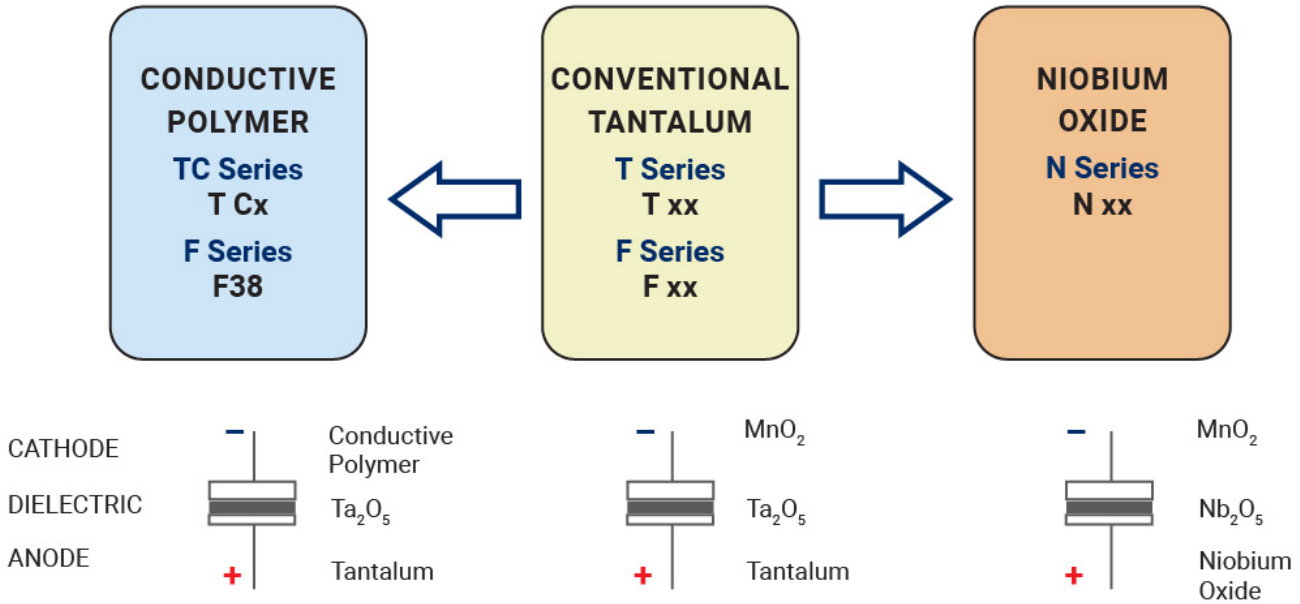 CONDUCTIVE
POLYMER
TC Series
T Cx
F Series
F38
CONVENTIONAL
TANTALUM
T Series
T xx
F Series
F xx
NIOBIUM
OXIDE
N Series
N xx
CATHODE
DIELECTRIC
ANODE
−
Conductive
Polymer
Ta₂O₅
+
Tantalum
−
MnO₂
Ta₂O₅
+
Tantalum
−
MnO₂
Nb₂O₅
+
Niobium
Oxide